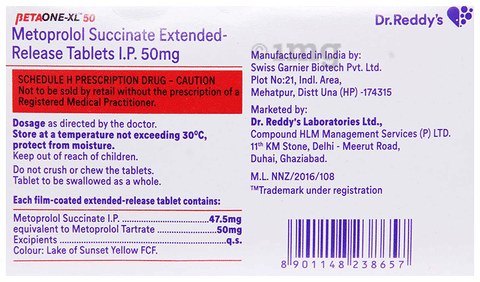 BETAONE-XL™ 50
Metoprolol Succinate Extended-
Release Tablets I.P. 50mg
SCHEDULE H PRESCRIPTION DRUG - CAUTION
Not to be sold by retail without the prescription of a
Registered Medical Practitioner.
Dosage as directed by the doctor.
Store at a temperature not exceeding 30°C,
protect from moisture.
Keep out of reach of children.
Do not crush or chew the tablets.
Tablet to be swallowed as a whole.
Each film-coated extended-release tablet contains:
Metoprolol Succinate I.P. 47.5mg
equivalent to Metoprolol Tartrate 50mg
Excipients q.s.
Colour: Lake of Sunset Yellow FCF.
Dr.Reddy's
1mg
Manufactured in India by:
Swiss Garnier Biotech Pvt. Ltd.
Plot No:21, Indl. Area,
Mehatpur, Distt Una (HP) -174315
Marketed by:
Dr. Reddy's Laboratories Ltd.,
Compound HLM Management Services (P) LTD.
11th KM Stone, Delhi - Meerut Road,
Duhai, Ghaziabad.
M.L. NNZ/2016/108
™Trademark under registration
8 901148 238657